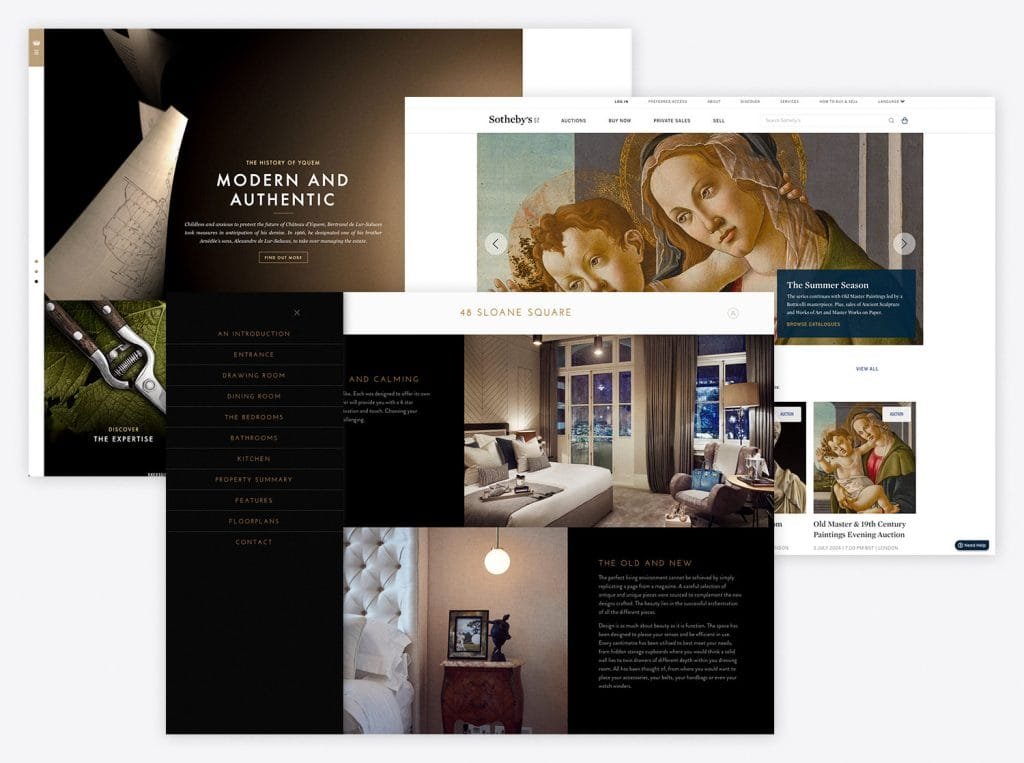 THE HISTORY OF YQUEM
MODERN AND
AUTHENTIC
Childless and anxious to protect the future of Château d'Yquem, Bertrand de Lur-Saluces
took measures in anticipation of his demise. In 1966, he designated one of his brother
Amédée's sons, Alexandre de Lur-Saluces, to take over managing the estate.
FIND OUT MORE
DISCOVER
THE EXPERTISE
LOG IN
PREFERRED ACCESS
ABOUT
DISCOVER
SERVICES
HOW TO BUY & SELL
LANGUAGE
Sotheby's
AUCTIONS
BUY NOW
PRIVATE SALES
SELL
Search Sotheby's
The Summer Season
The series continues with Old Master Paintings led by a
Botticelli masterpiece. Plus, sales of Ancient Sculpture
and Works of Art and Master Works on Paper.
BROWSE CATALOGUES
VIEW ALL
AUCTION
AUCTION
Old Master & 19th Century
Paintings Evening Auction
3 JULY 2024 | 7:00 PM BST | LONDON
Need Help
AN INTRODUCTION
ENTRANCE
DRAWING ROOM
DINING ROOM
THE BEDROOMS
BATHROOMS
KITCHEN
PROPERTY SUMMARY
FEATURES
FLOORPLANS
CONTACT
48 SLOANE SQUARE
AND CALMING
like. Each was designed to offer its own
er will provide you with a 6 star
ovation and touch. Choosing your
allenging.
THE OLD AND NEW
The perfect living environment cannot be achieved by simply
replicating a page from a magazine. A careful selection of
antique and unique pieces were sourced to complement the new
designs crafted. The beauty lies in the successful orchestration
of all the different pieces.
Design is as much about beauty as it is function. The space has
been designed to please your senses and be efficient in use.
Every centimetre has been utilised to best meet your needs,
from hidden storage cupboards where you would think a solid
wall lies to twin drawers of different depth within you dressing
room. All has been thought of, from where you would want to
place your accessories, your belts, your handbags or even your
watch winders.